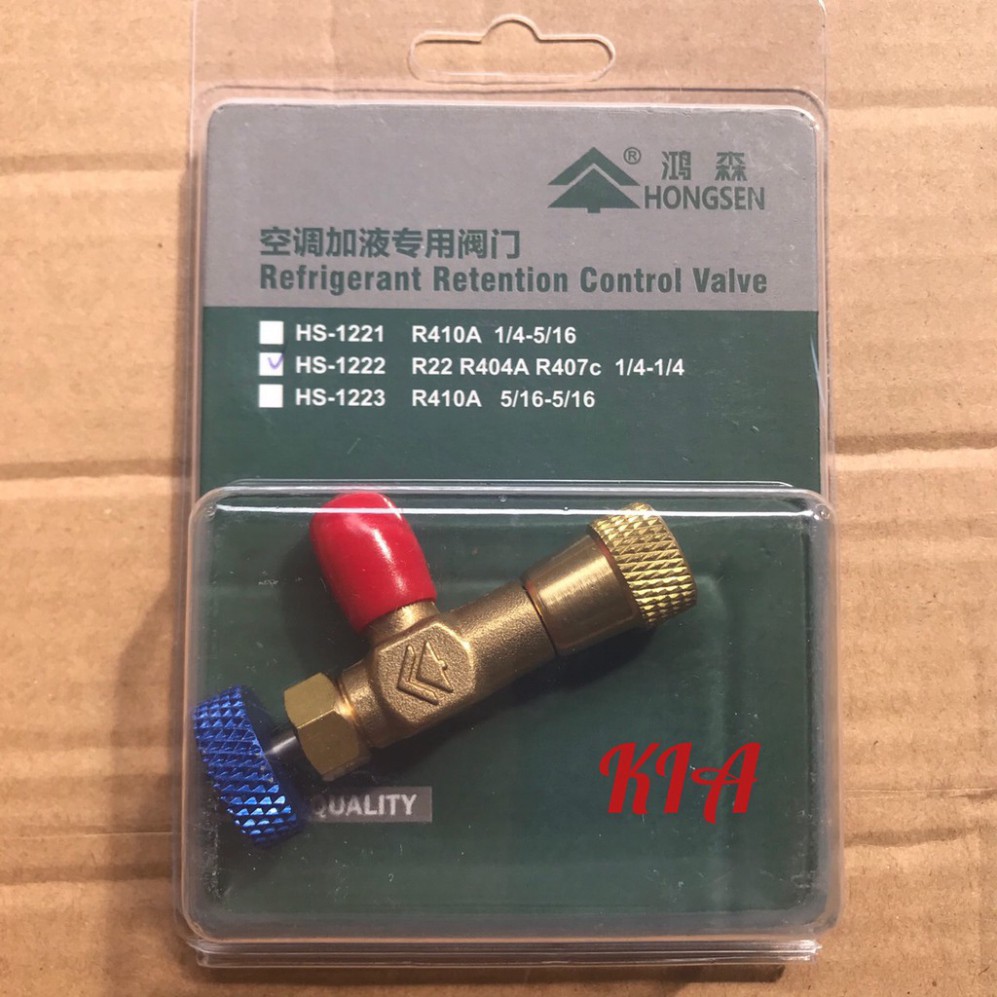 ® 鸿森
HONGSEN
空调加液专用阀门
Refrigerant Retention Control Valve
HS-1221 R410A 1/4-5/16
HS-1222 R22 R404A R407c 1/4-1/4
HS-1223 R410A 5/16-5/16
QUALITY
KIA